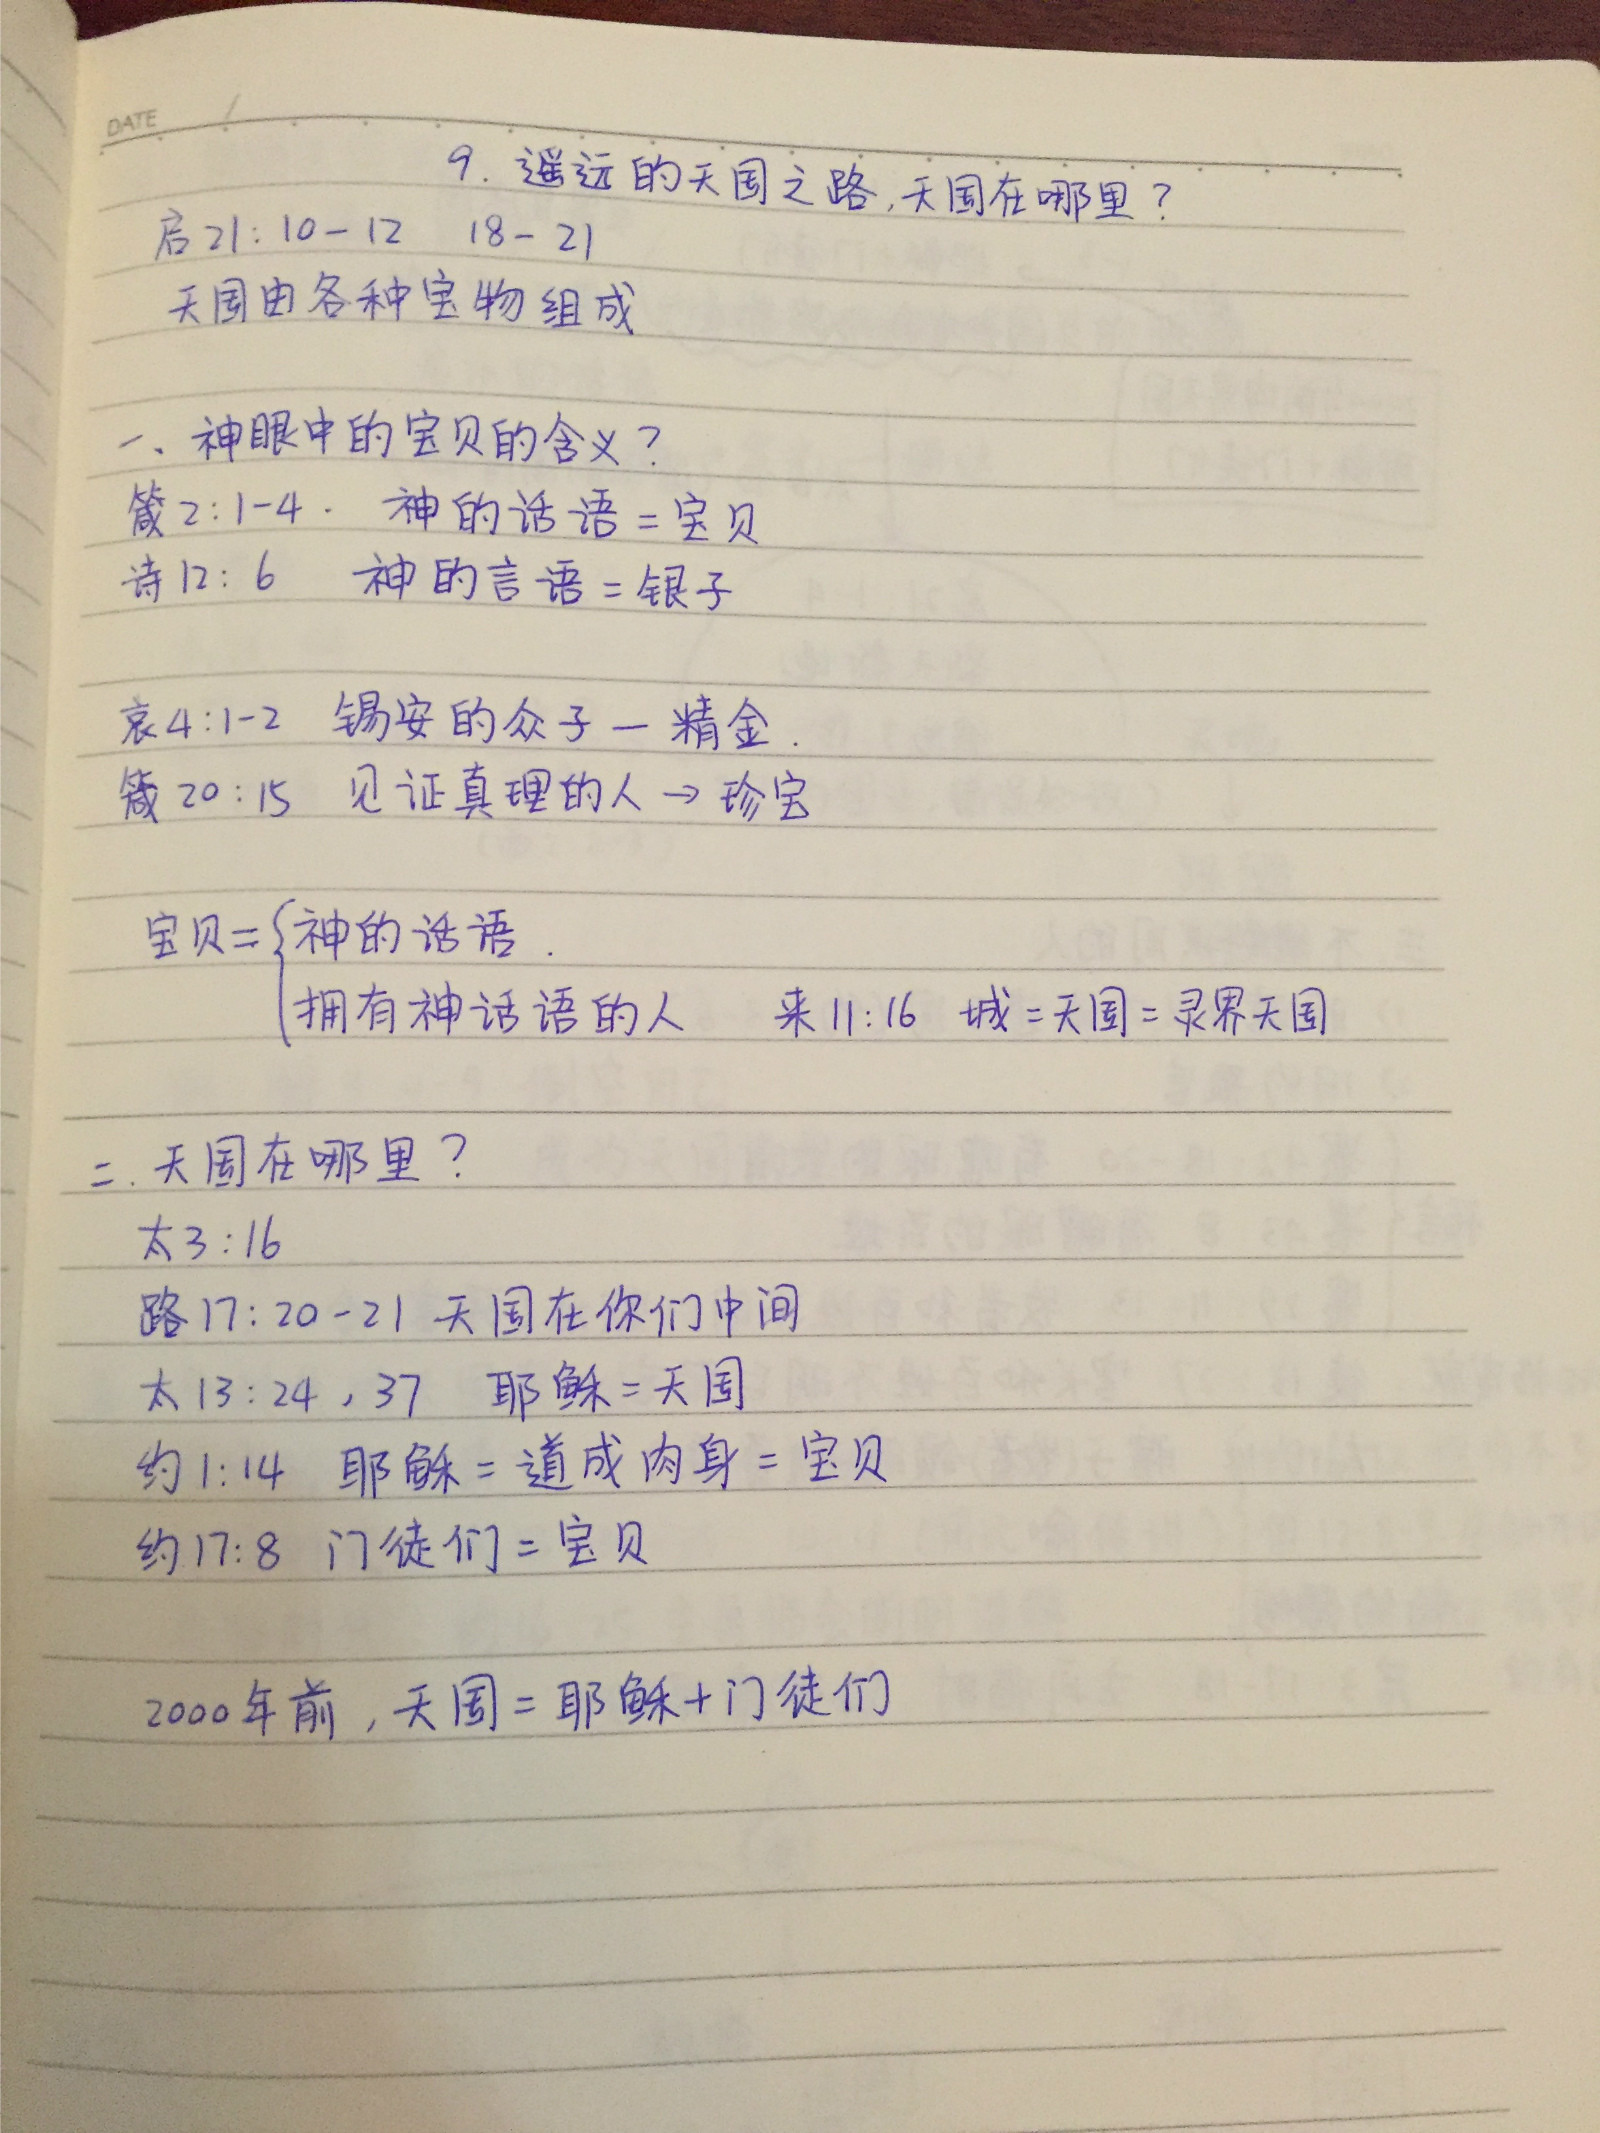 DATE /
9. 遥远的天国之路,天国在哪里?
启21:10-12 18-21
天国由各种宝物组成
一、神眼中的宝贝的含义?
箴2:1-4. 神的话语=宝贝
诗12:6 神的言语=银子
哀4:1-2 锡安的众子—精金.
箴20:15 见证真理的人→珍宝
宝贝={神的话语.
拥有神话语的人 来11:16 城=天国=灵界天国
二.天国在哪里?
太3:16
路17:20-21 天国在你们中间
太13:24,37 耶稣=天国
约1:14 耶稣=道成肉身=宝贝
约17:8 门徒们=宝贝
2000年前,天国=耶稣+门徒们